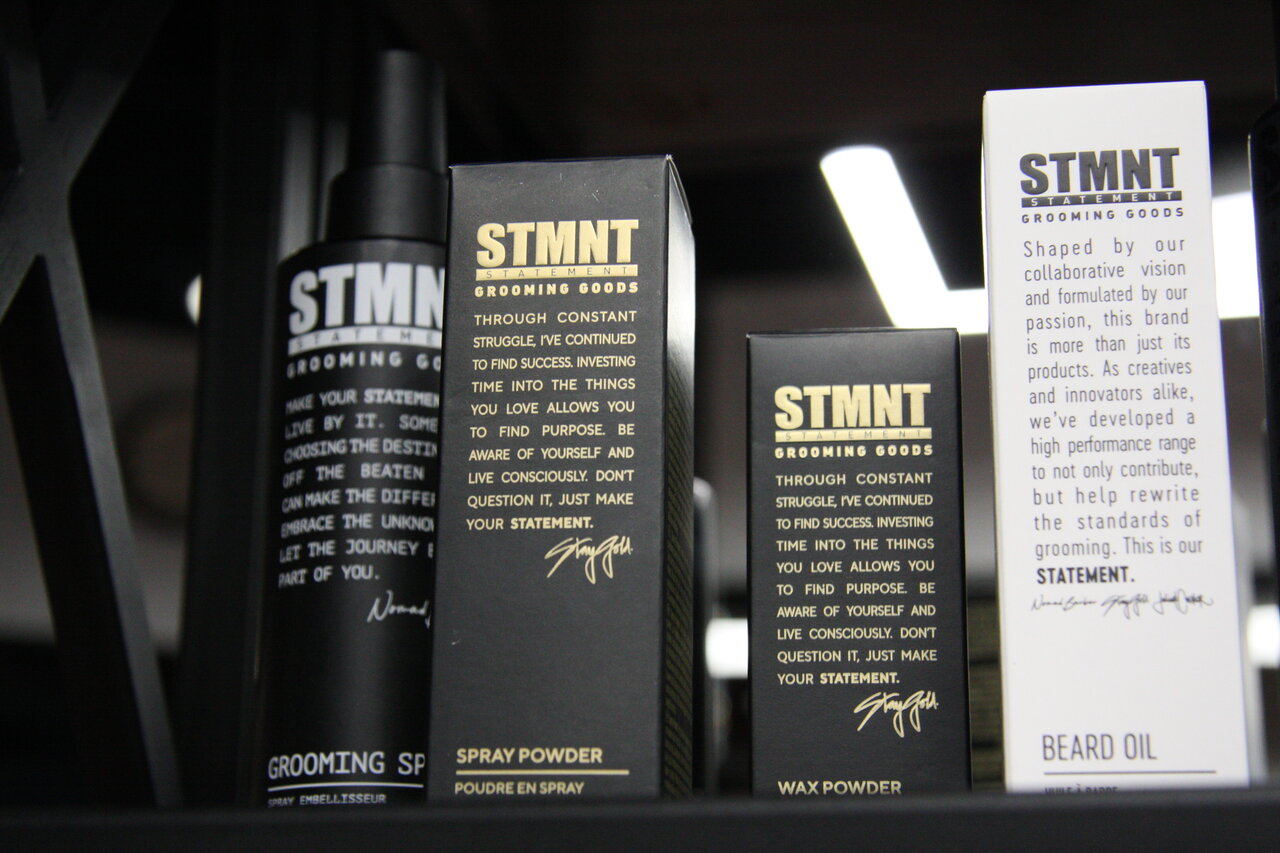 STMN
STATEME
GROOMING GO
MAKE YOUR STATEMEN
LIVE BY IT. SOME
CHOOSING THE DESTIN
OFF THE BEATEN
CAN MAKE THE DIFFER
EMBRACE THE UNKNOW
LET THE JOURNEY
PART OF YOU.
Nomad
GROOMING SP
SPRAY EMBELLISSEUR
STMNT
STATEMENT
GROOMING GOODS
THROUGH CONSTANT
STRUGGLE, I'VE CONTINUED
TO FIND SUCCESS. INVESTING
TIME INTO THE THINGS
YOU LOVE ALLOWS YOU
TO FIND PURPOSE. BE
AWARE OF YOURSELF AND
LIVE CONSCIOUSLY. DON'T
QUESTION IT, JUST MAKE
YOUR STATEMENT.
StayGold.
SPRAY POWDER
POUDRE EN SPRAY
STMNT
STATEMENT
GROOMING GOODS
THROUGH CONSTANT
STRUGGLE, I'VE CONTINUED
TO FIND SUCCESS. INVESTING
TIME INTO THE THINGS
YOU LOVE ALLOWS YOU
TO FIND PURPOSE. BE
AWARE OF YOURSELF AND
LIVE CONSCIOUSLY. DON'T
QUESTION IT, JUST MAKE
YOUR STATEMENT.
StayGold.
WAX POWDER
STMNT
STATEMENT
GROOMING GOODS
Shaped by our
collaborative vision
and formulated by our
passion, this brand
is more than just its
products. As creatives
and innovators alike,
we've developed a
high performance range
to not only contribute,
but help rewrite
the standards of
grooming. This is our
STATEMENT.
Nomad Barber StayGold
BEARD OIL